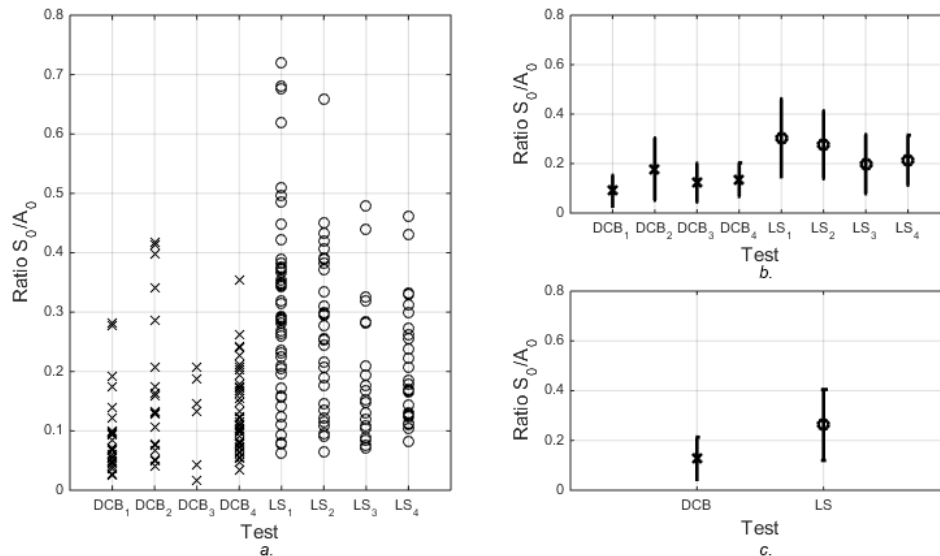 0.8
0.7
0.6
0.5
0.4
0.3
0.2
0.1
0
Ratio S₀/A₀
DCB₁ DCB₂ DCB₃ DCB₄ LS₁ LS₂ LS₃ LS₄
Test
a.
0.8
0.6
0.4
0.2
0
Ratio S₀/A₀
DCB₁ DCB₂ DCB₃ DCB₄ LS₁ LS₂ LS₃ LS₄
Test
b.
0.8
0.6
0.4
0.2
0
Ratio S₀/A₀
DCB LS
Test
c.